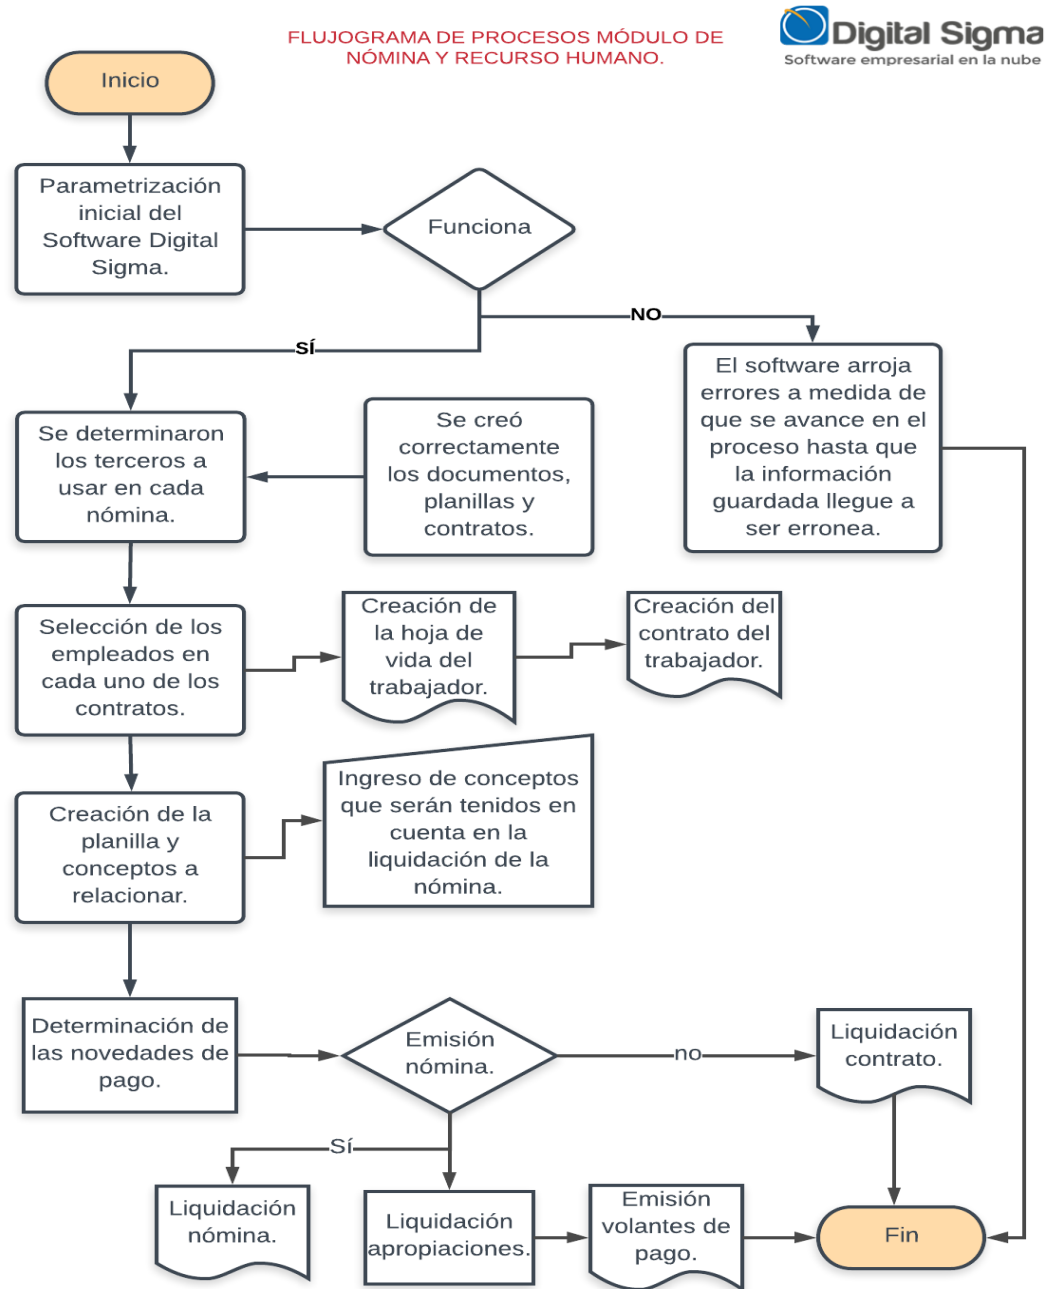 FLUJOGRAMA DE PROCESOS MÓDULO DE
NÓMINA Y RECURSO HUMANO.
Digital Sigma
Software empresarial en la nube
Inicio
Parametrización
inicial del
Software Digital
Sigma.
Funciona
NO
SÍ
El software arroja
errores a medida de
que se avance en el
proceso hasta que
la información
guardada llegue a
ser erronea.
Se determinaron
los terceros a
usar en cada
nómina.
Se creó
correctamente
los documentos,
planillas y
contratos.
Selección de los
empleados en
cada uno de los
contratos.
Creación de
la hoja de
vida del
trabajador.
Creación del
contrato del
trabajador.
Creación de la
planilla y
conceptos a
relacionar.
Ingreso de conceptos
que serán tenidos en
cuenta en la
liquidación de la
nómina.
Determinación de
las novedades de
pago.
Emisión
nómina.
no
Liquidación
contrato.
Sí
Liquidación
nómina.
Liquidación
apropiaciones.
Emisión
volantes de
pago.
Fin